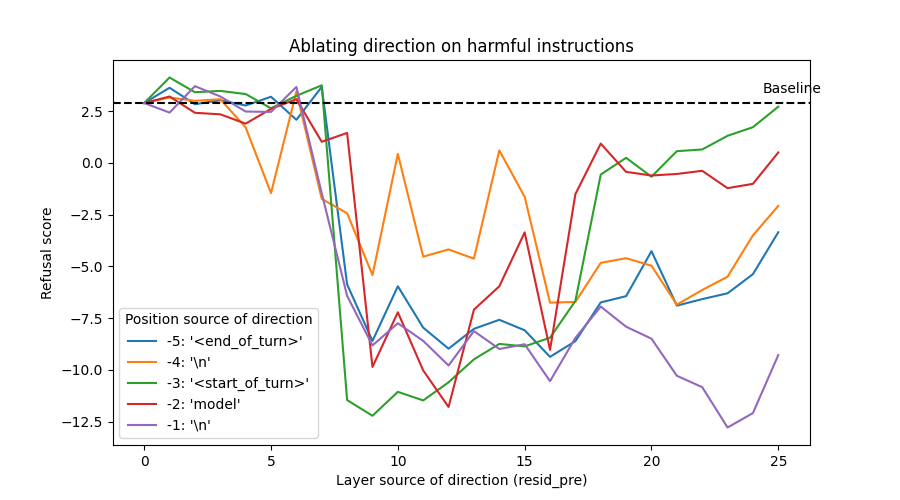 Ablating direction on harmful instructions
Baseline
2.5
0.0
−2.5
−5.0
−7.5
−10.0
−12.5
Refusal score
Position source of direction
-5: '<end_of_turn>'
-4: '\n'
-3: '<start_of_turn>'
-2: 'model'
-1: '\n'
0 5 10 15 20 25
Layer source of direction (resid_pre)